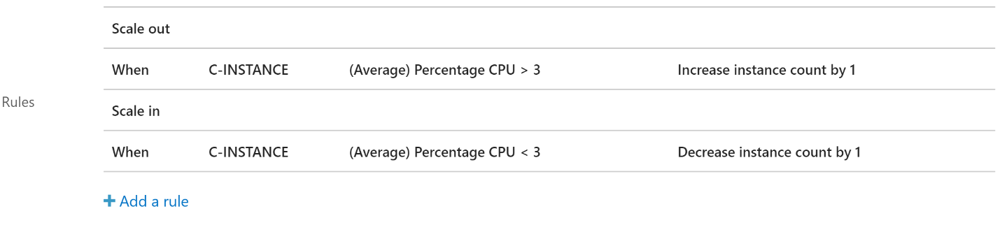 Scale out
When C-INSTANCE (Average) Percentage CPU > 3 Increase instance count by 1
Rules
Scale in
When C-INSTANCE (Average) Percentage CPU < 3 Decrease instance count by 1
+ Add a rule